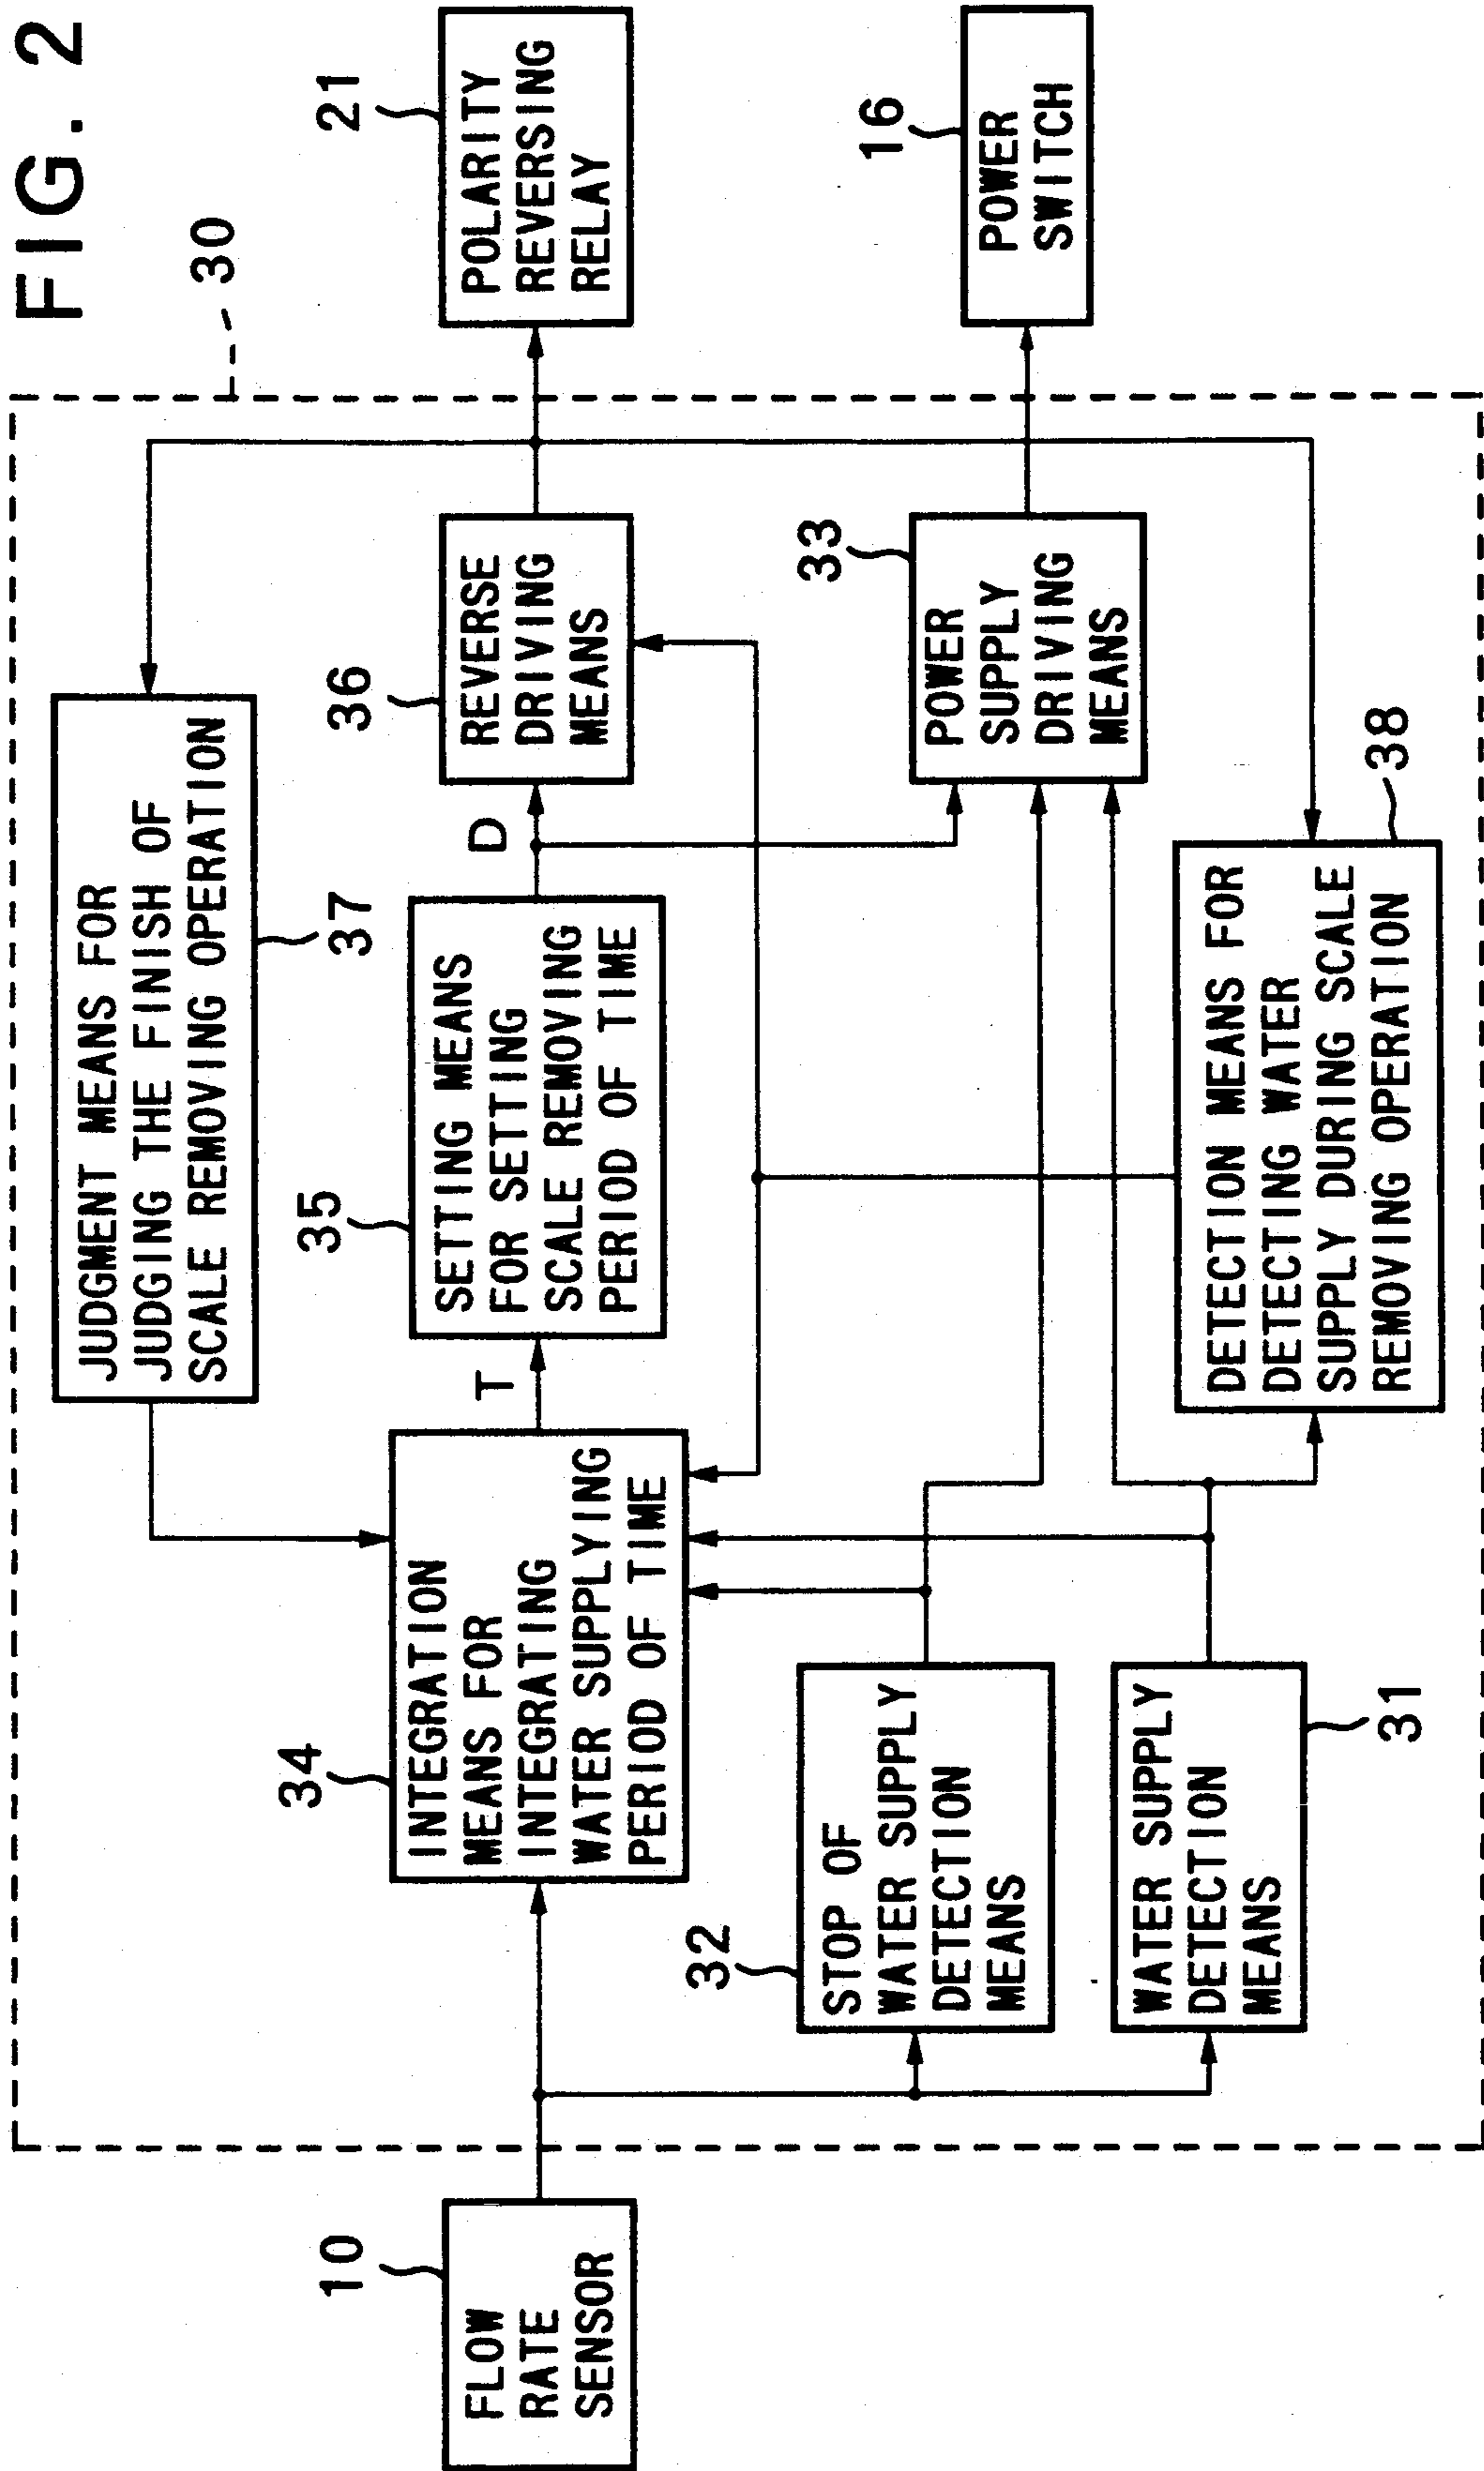 FIG. 2
30
JUDGMENT MEANS FOR
JUDGING THE FINISH OF
SCALE REMOVING OPERATION
37
10
FLOW
RATE
SENSOR
34
INTEGRATION
MEANS FOR
INTEGRATING
WATER SUPPLYING
PERIOD OF TIME
T
35
SETTING MEANS
FOR SETTING
SCALE REMOVING
PERIOD OF TIME
D
36
REVERSE
DRIVING
MEANS
21
POLARITY
REVERSING
RELAY
32
STOP OF
WATER SUPPLY
DETECTION
MEANS
33
POWER
SUPPLY
DRIVING
MEANS
16
POWER
SWITCH
WATER SUPPLY
DETECTION
MEANS
31
DETECTION MEANS FOR
DETECTING WATER
SUPPLY DURING SCALE
REMOVING OPERATION
38